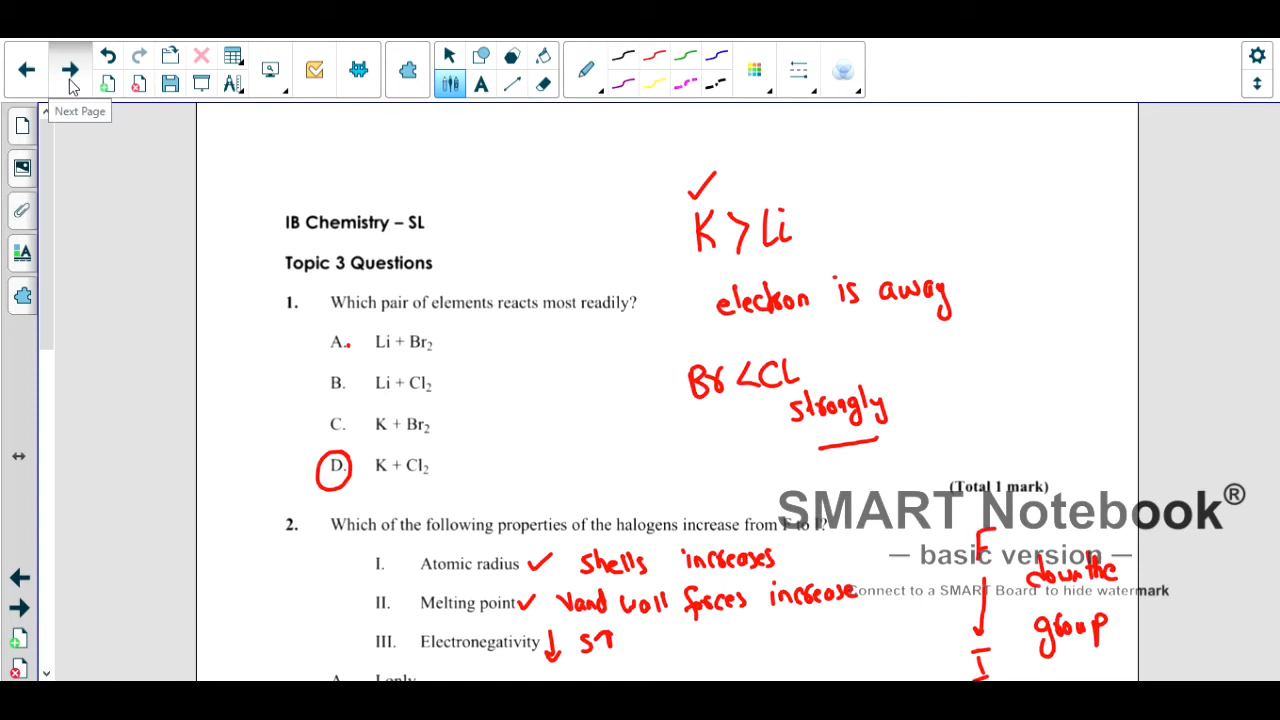 Next Page
K > Li
IB Chemistry – SL
Topic 3 Questions
electron is away
1. Which pair of elements reacts most readily?
A. Li + Br₂
B. Li + Cl₂
C. K + Br₂
D. K + Cl₂
Br < CL
strongly
(Total 1 mark)
SMART Notebook®
— basic version —
Connect to a SMART Board to hide watermark
2. Which of the following properties of the halogens increase from F to I?
I. Atomic radius ✓ shells increases
II. Melting point ✓ Vand wall forces increase
III. Electronegativity ↓ S↑
F
↓
I
down the
group
A. I only